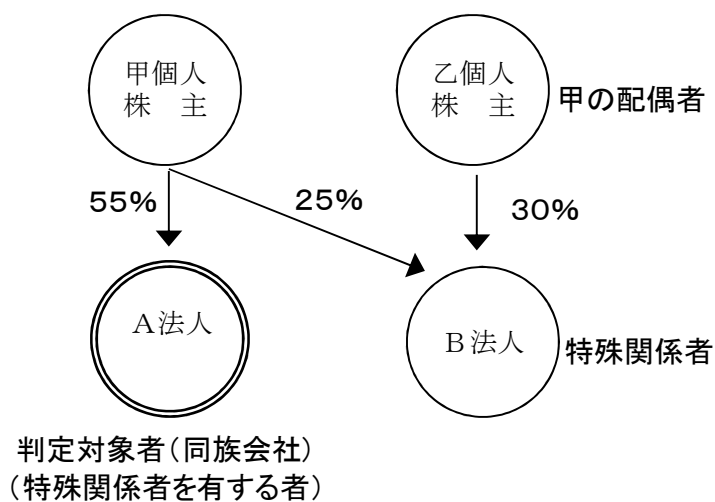 甲個人
株　主
乙個人
株　主
甲の配偶者
55%
25%
30%
A法人
B法人
特殊関係者
判定対象者(同族会社)
(特殊関係者を有する者)